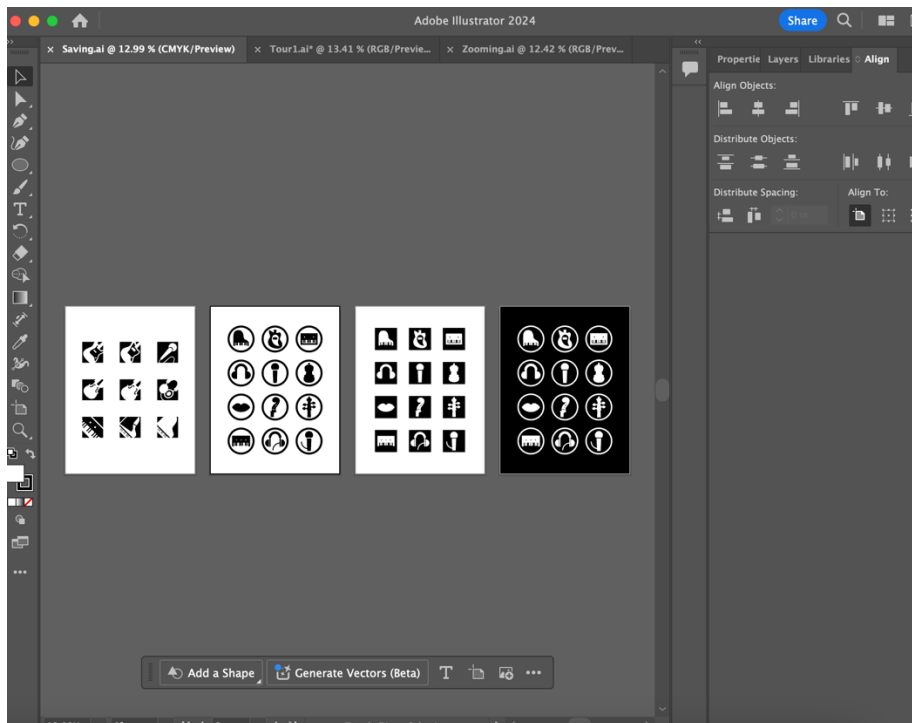 Adobe Illustrator 2024
Share
× Saving.ai @ 12.99 % (CMYK/Preview)
× Tour1.ai* @ 13.41 % (RGB/Previe...
× Zooming.ai @ 12.42 % (RGB/Prev...
Propertie Layers Libraries Align
Align Objects:
Distribute Objects:
Distribute Spacing:
Align To:
Add a Shape
Generate Vectors (Beta)